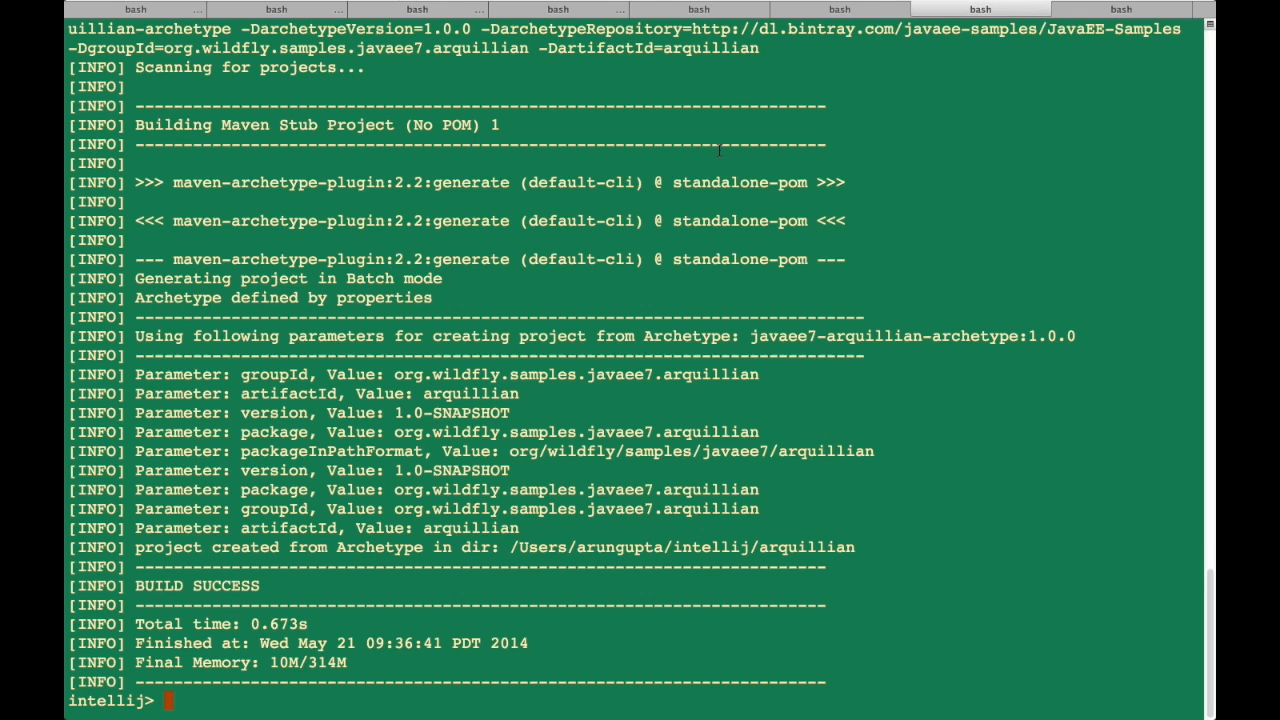 bash ... bash ... bash ... bash ... bash bash bash bash
uillian-archetype -DarchetypeVersion=1.0.0 -DarchetypeRepository=http://dl.bintray.com/javaee-samples/JavaEE-Samples
-DgroupId=org.wildfly.samples.javaee7.arquillian -DartifactId=arquillian
[INFO] Scanning for projects...
[INFO]
[INFO] ------------------------------------------------------------------------
[INFO] Building Maven Stub Project (No POM) 1
[INFO] ------------------------------------------------------------------------
[INFO]
[INFO] >>> maven-archetype-plugin:2.2:generate (default-cli) @ standalone-pom >>>
[INFO]
[INFO] <<< maven-archetype-plugin:2.2:generate (default-cli) @ standalone-pom <<<
[INFO]
[INFO] --- maven-archetype-plugin:2.2:generate (default-cli) @ standalone-pom ---
[INFO] Generating project in Batch mode
[INFO] Archetype defined by properties
[INFO] ----------------------------------------------------------------------------
[INFO] Using following parameters for creating project from Archetype: javaee7-arquillian-archetype:1.0.0
[INFO] ----------------------------------------------------------------------------
[INFO] Parameter: groupId, Value: org.wildfly.samples.javaee7.arquillian
[INFO] Parameter: artifactId, Value: arquillian
[INFO] Parameter: version, Value: 1.0-SNAPSHOT
[INFO] Parameter: package, Value: org.wildfly.samples.javaee7.arquillian
[INFO] Parameter: packageInPathFormat, Value: org/wildfly/samples/javaee7/arquillian
[INFO] Parameter: version, Value: 1.0-SNAPSHOT
[INFO] Parameter: package, Value: org.wildfly.samples.javaee7.arquillian
[INFO] Parameter: groupId, Value: org.wildfly.samples.javaee7.arquillian
[INFO] Parameter: artifactId, Value: arquillian
[INFO] project created from Archetype in dir: /Users/arungupta/intellij/arquillian
[INFO] ------------------------------------------------------------------------
[INFO] BUILD SUCCESS
[INFO] ------------------------------------------------------------------------
[INFO] Total time: 0.673s
[INFO] Finished at: Wed May 21 09:36:41 PDT 2014
[INFO] Final Memory: 10M/314M
[INFO] ------------------------------------------------------------------------
intellij>